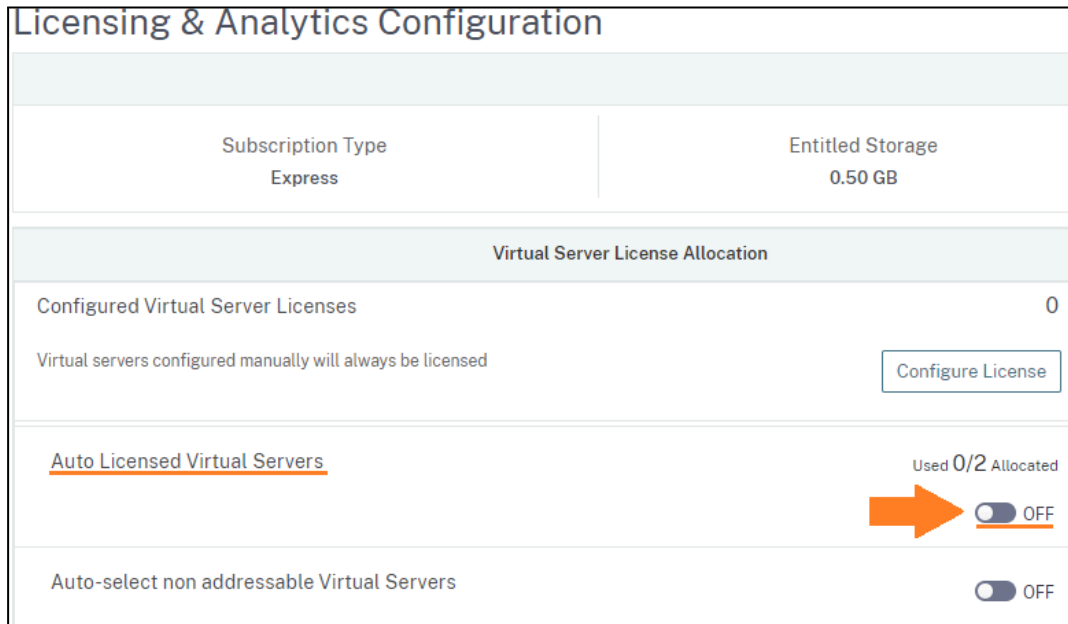 Licensing & Analytics Configuration
Subscription Type
Express
Entitled Storage
0.50 GB
Virtual Server License Allocation
Configured Virtual Server Licenses
0
Virtual servers configured manually will always be licensed
Configure License
Auto Licensed Virtual Servers
Used 0/2 Allocated
OFF
Auto-select non addressable Virtual Servers
OFF